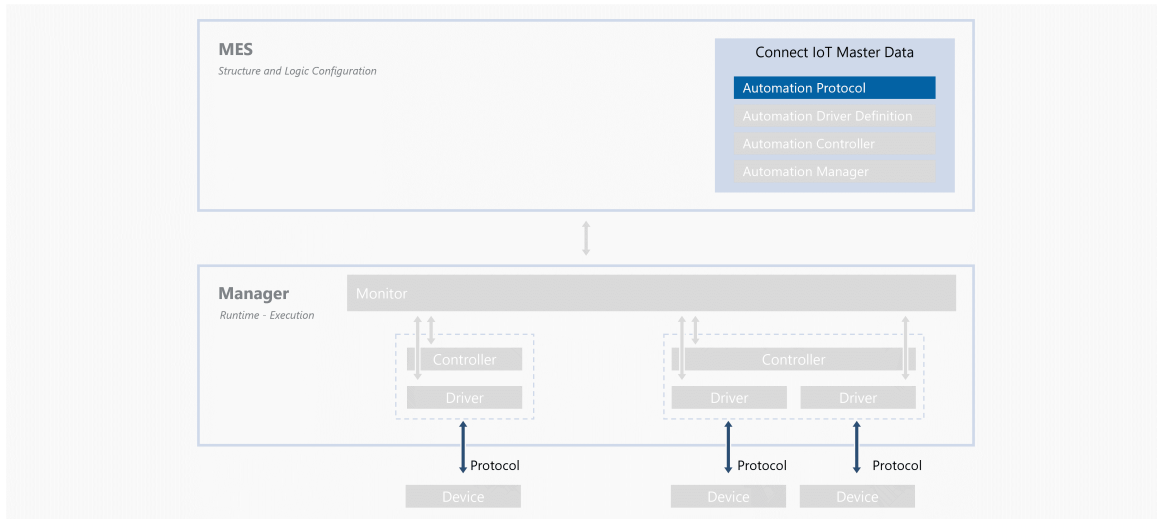 MES
Structure and Logic Configuration
Connect IoT Master Data
Automation Protocol
Automation Driver Definition
Automation Controller
Automation Manager
Manager
Runtime - Execution
Monitor
Controller
Controller
Driver
Driver
Driver
Protocol
Protocol
Protocol
Device
Device
Device